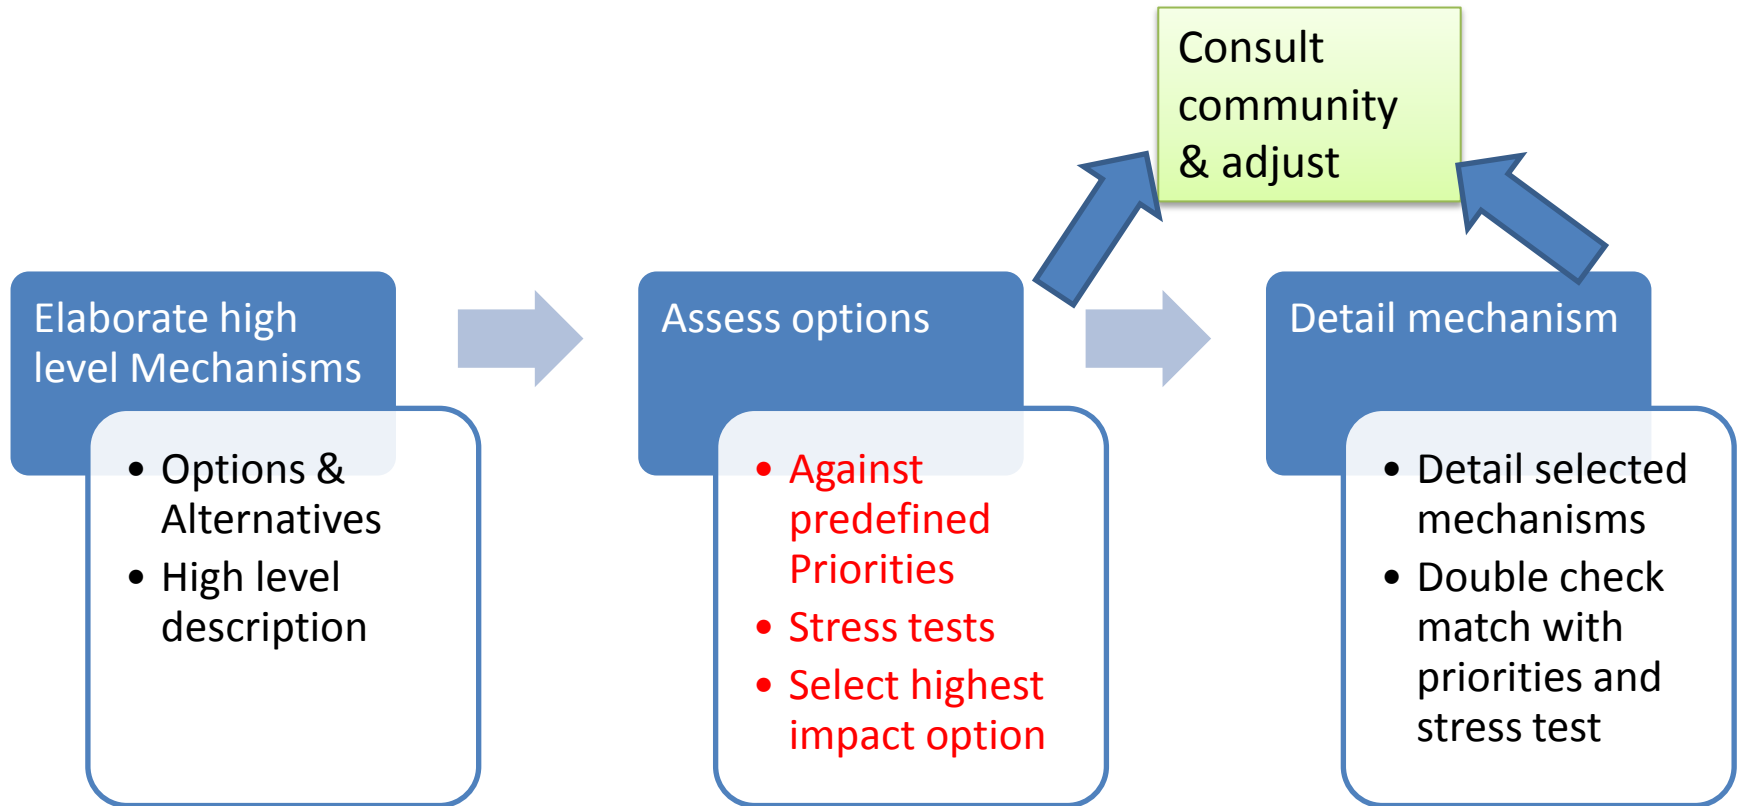 Consult
community
& adjust
Elaborate high
level Mechanisms
• Options &
Alternatives
• High level
description
Assess options
• Against
predefined
Priorities
• Stress tests
• Select highest
impact option
Detail mechanism
• Detail selected
mechanisms
• Double check
match with
priorities and
stress test